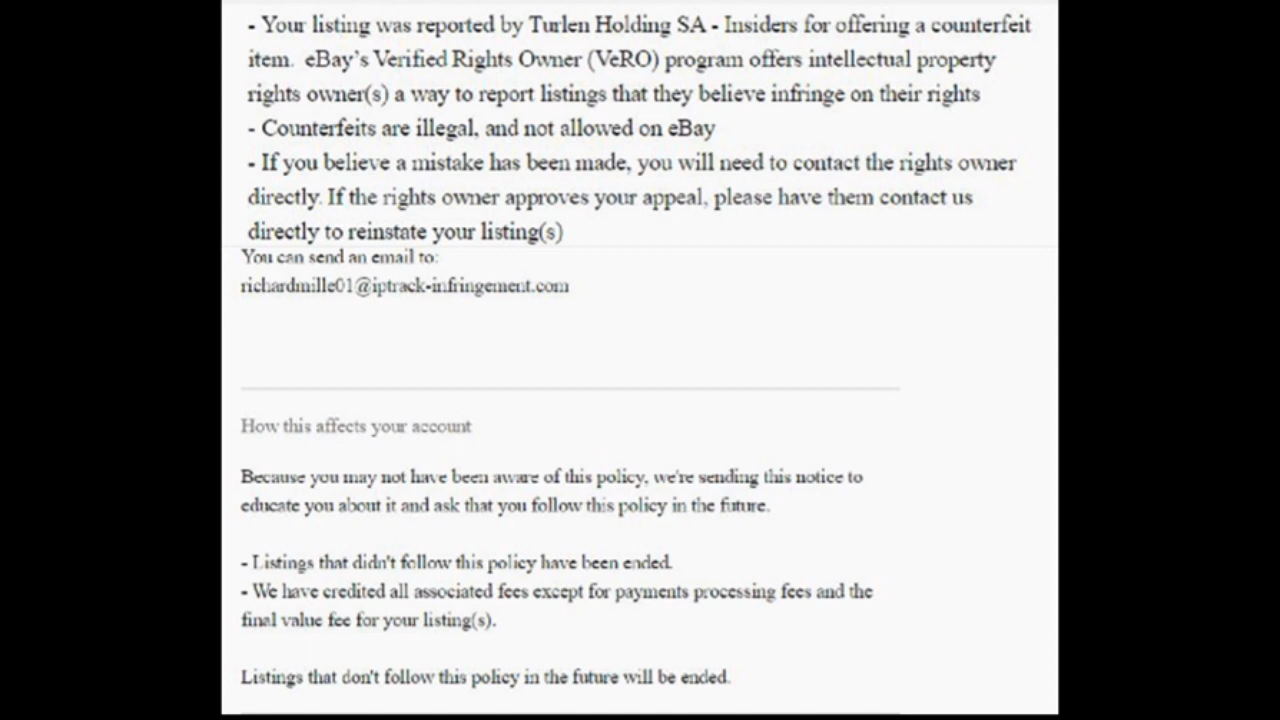 - Your listing was reported by Turlen Holding SA - Insiders for offering a counterfeit
item.  eBay's Verified Rights Owner (VeRO) program offers intellectual property
rights owner(s) a way to report listings that they believe infringe on their rights
- Counterfeits are illegal, and not allowed on eBay
- If you believe a mistake has been made, you will need to contact the rights owner
directly. If the rights owner approves your appeal, please have them contact us
directly to reinstate your listing(s)
You can send an email to:
richardmille01@iptrack-infringement.com
How this affects your account
Because you may not have been aware of this policy, we're sending this notice to
educate you about it and ask that you follow this policy in the future.
- Listings that didn't follow this policy have been ended.
- We have credited all associated fees except for payments processing fees and the
final value fee for your listing(s).
Listings that don't follow this policy in the future will be ended.